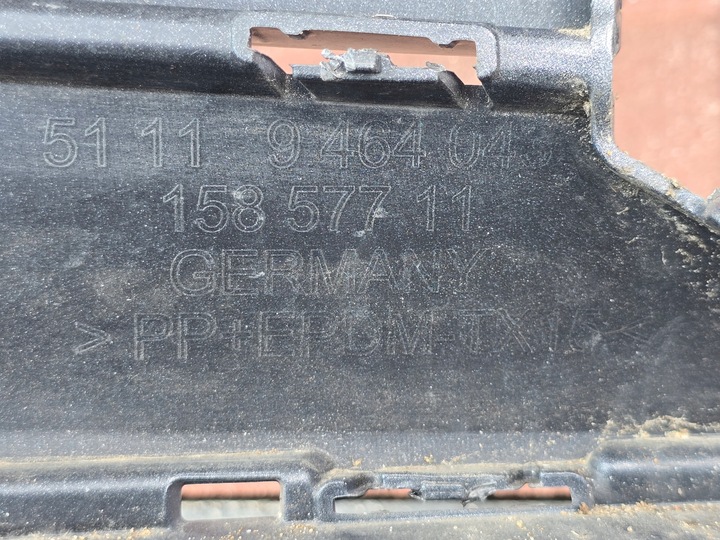 51 11 9 464 04
158 577 11
GERMANY
> PP+EPDM-TX15 <